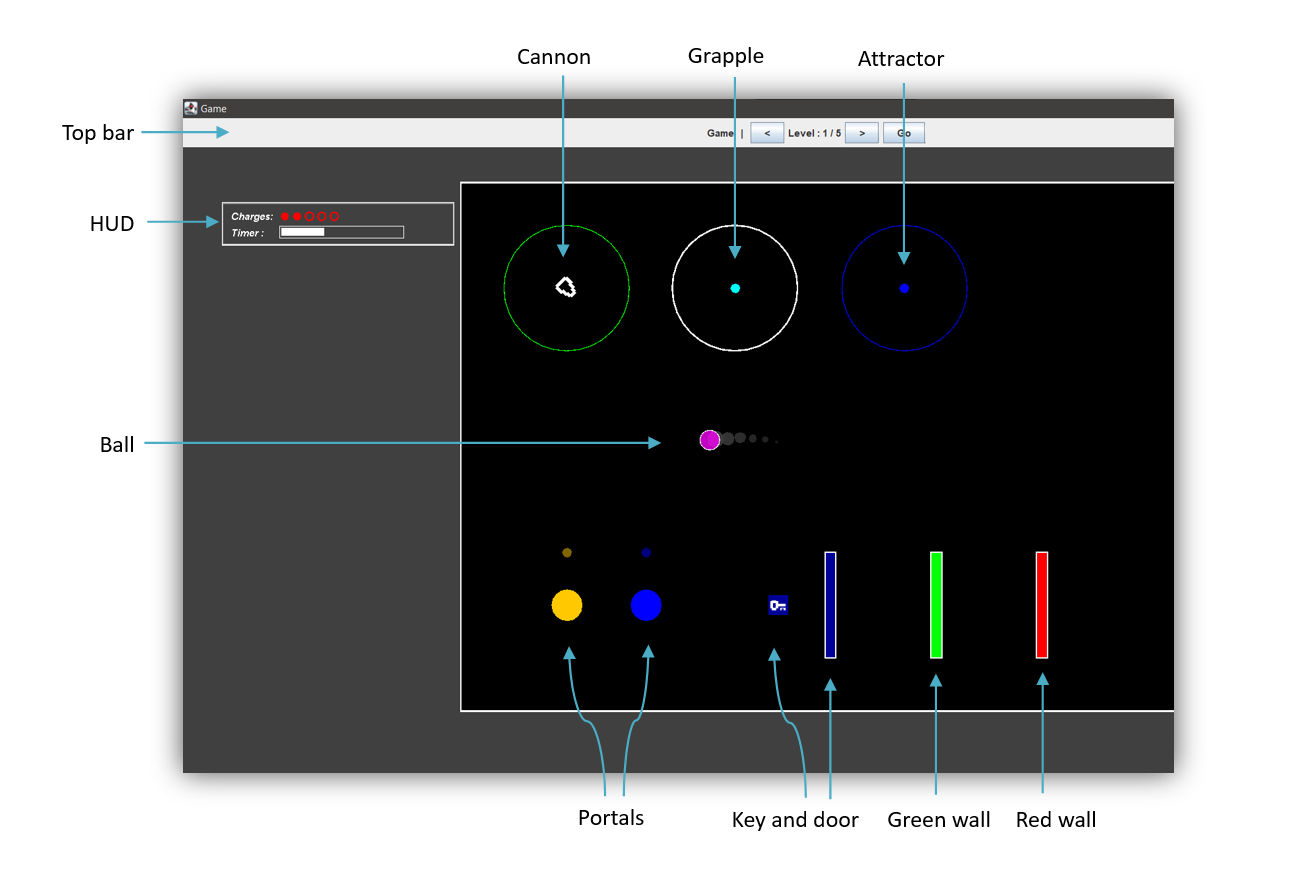 Cannon
Grapple
Attractor
Game
Top bar
Game | < Level : 1 / 5 > Go
HUD
Charges:
Timer :
Ball
Portals
Key and door
Green wall
Red wall